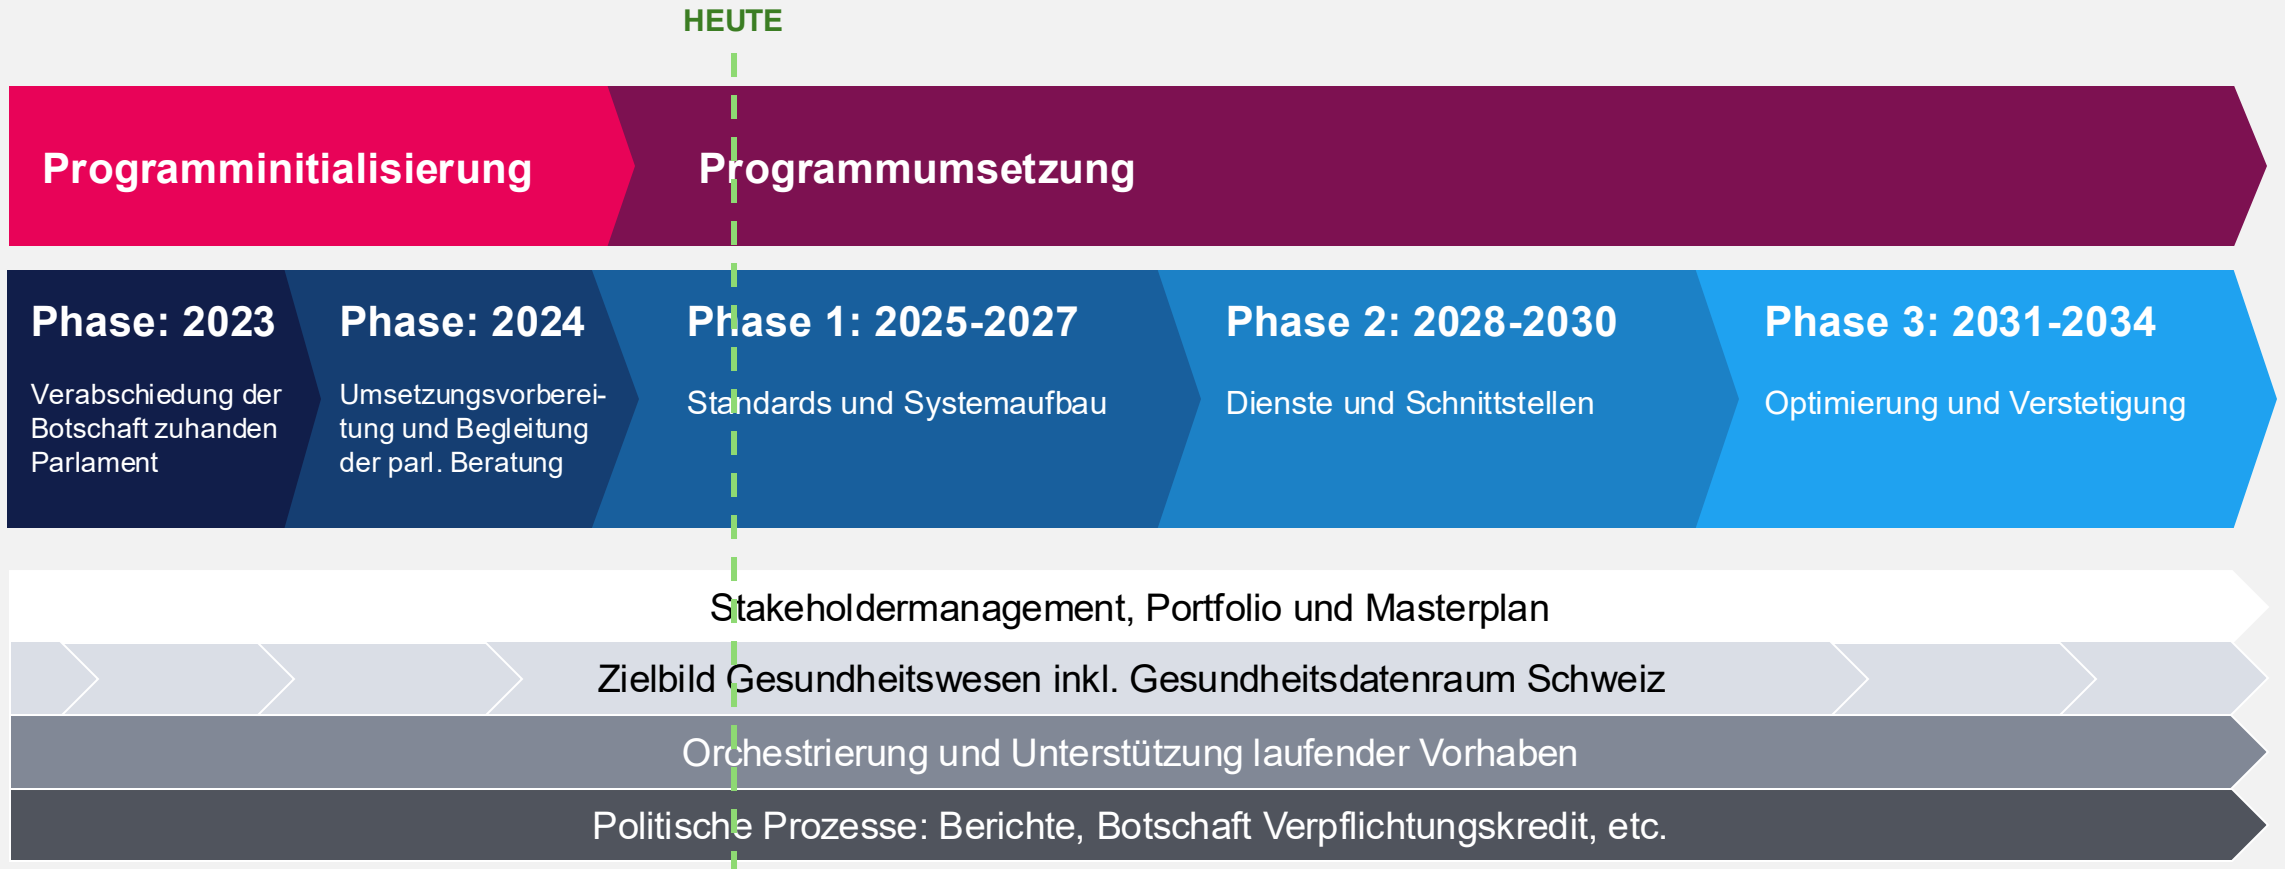 HEUTE
Programminitialisierung
Programmumsetzung
Phase: 2023
Verabschiedung der
Botschaft zuhanden
Parlament
Phase: 2024
Umsetzungsvorberei-
tung und Begleitung
der parl. Beratung
Phase 1: 2025-2027
Standards und Systemaufbau
Phase 2: 2028-2030
Dienste und Schnittstellen
Phase 3: 2031-2034
Optimierung und Verstetigung
Stakeholdermanagement, Portfolio und Masterplan
Zielbild Gesundheitswesen inkl. Gesundheitsdatenraum Schweiz
Orchestrierung und Unterstützung laufender Vorhaben
Politische Prozesse: Berichte, Botschaft Verpflichtungskredit, etc.